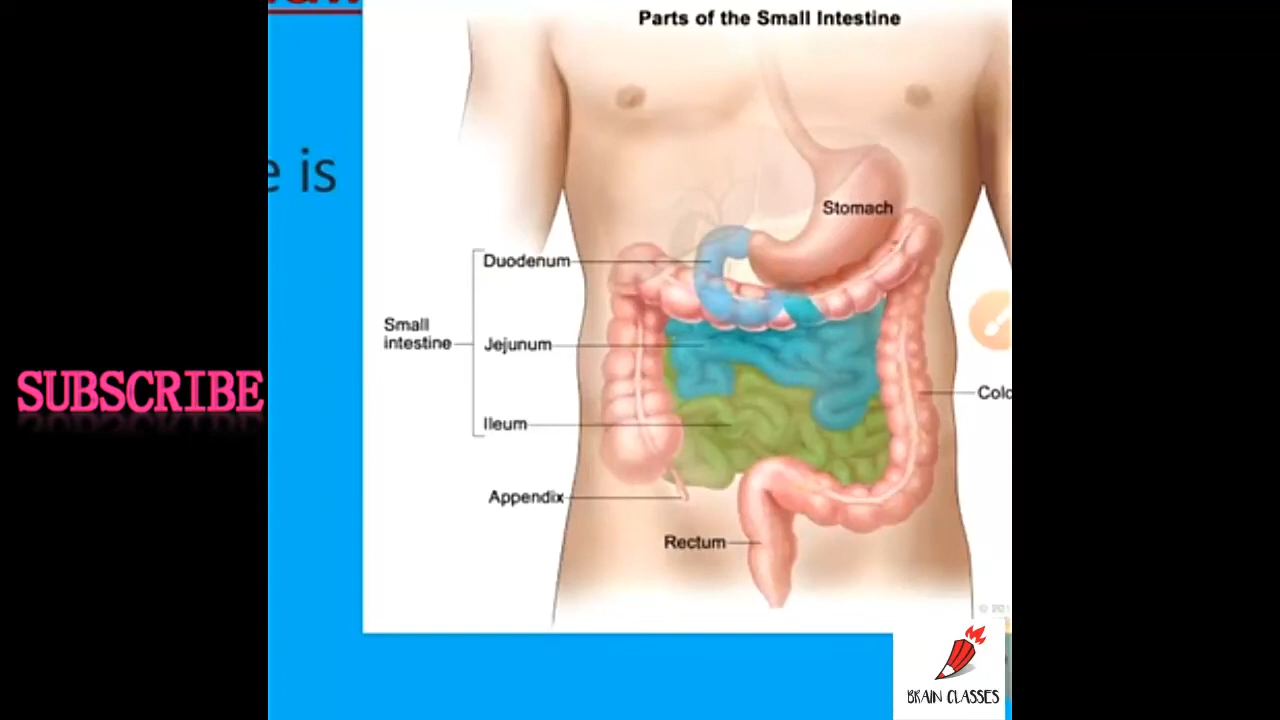 Parts of the Small Intestine
e is
Stomach
Duodenum
Small
intestine
Jejunum
SUBSCRIBE
Colo
Ileum
Appendix
Rectum
BRAIN CLASSES